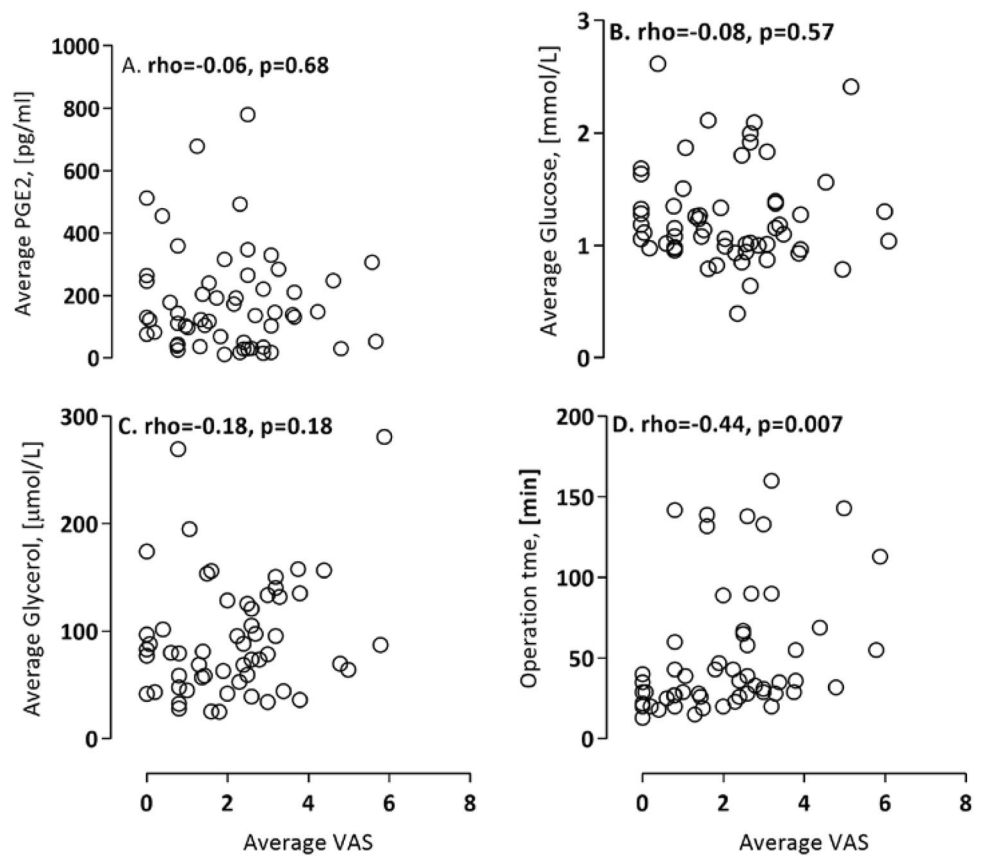 A. rho=-0.06, p=0.68
Average PGE2, [pg/ml]
1000
800
600
400
200
0
B. rho=-0.08, p=0.57
Average Glucose, [mmol/L]
3
2
1
0
C. rho=-0.18, p=0.18
Average Glycerol, [µmol/L]
300
200
100
0
0 2 4 6 8
Average VAS
D. rho=-0.44, p=0.007
Operation tme, [min]
200
150
100
50
0
0 2 4 6 8
Average VAS